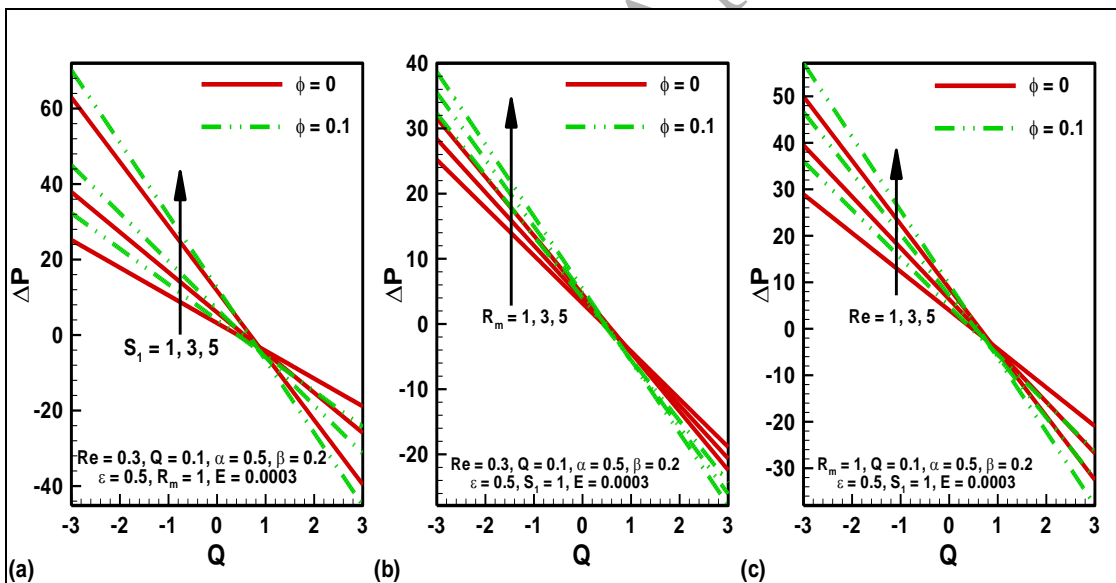 60
40
20
0
-20
-40
ΔP
ϕ = 0
ϕ = 0.1
S1 = 1, 3, 5
Re = 0.3, Q = 0.1, α = 0.5, β = 0.2
ε = 0.5, Rm = 1, E = 0.0003
-3 -2 -1 0 1 2 3
Q
(a)
40
30
20
10
0
-10
-20
ΔP
ϕ = 0
ϕ = 0.1
Rm = 1, 3, 5
Re = 0.3, Q = 0.1, α = 0.5, β = 0.2
ε = 0.5, S1 = 1, E = 0.0003
-3 -2 -1 0 1 2 3
Q
(b)
50
40
30
20
10
0
-10
-20
-30
ΔP
ϕ = 0
ϕ = 0.1
Re = 1, 3, 5
Rm = 1, Q = 0.1, α = 0.5, β = 0.2
ε = 0.5, S1 = 1, E = 0.0003
-3 -2 -1 0 1 2 3
Q
(c)